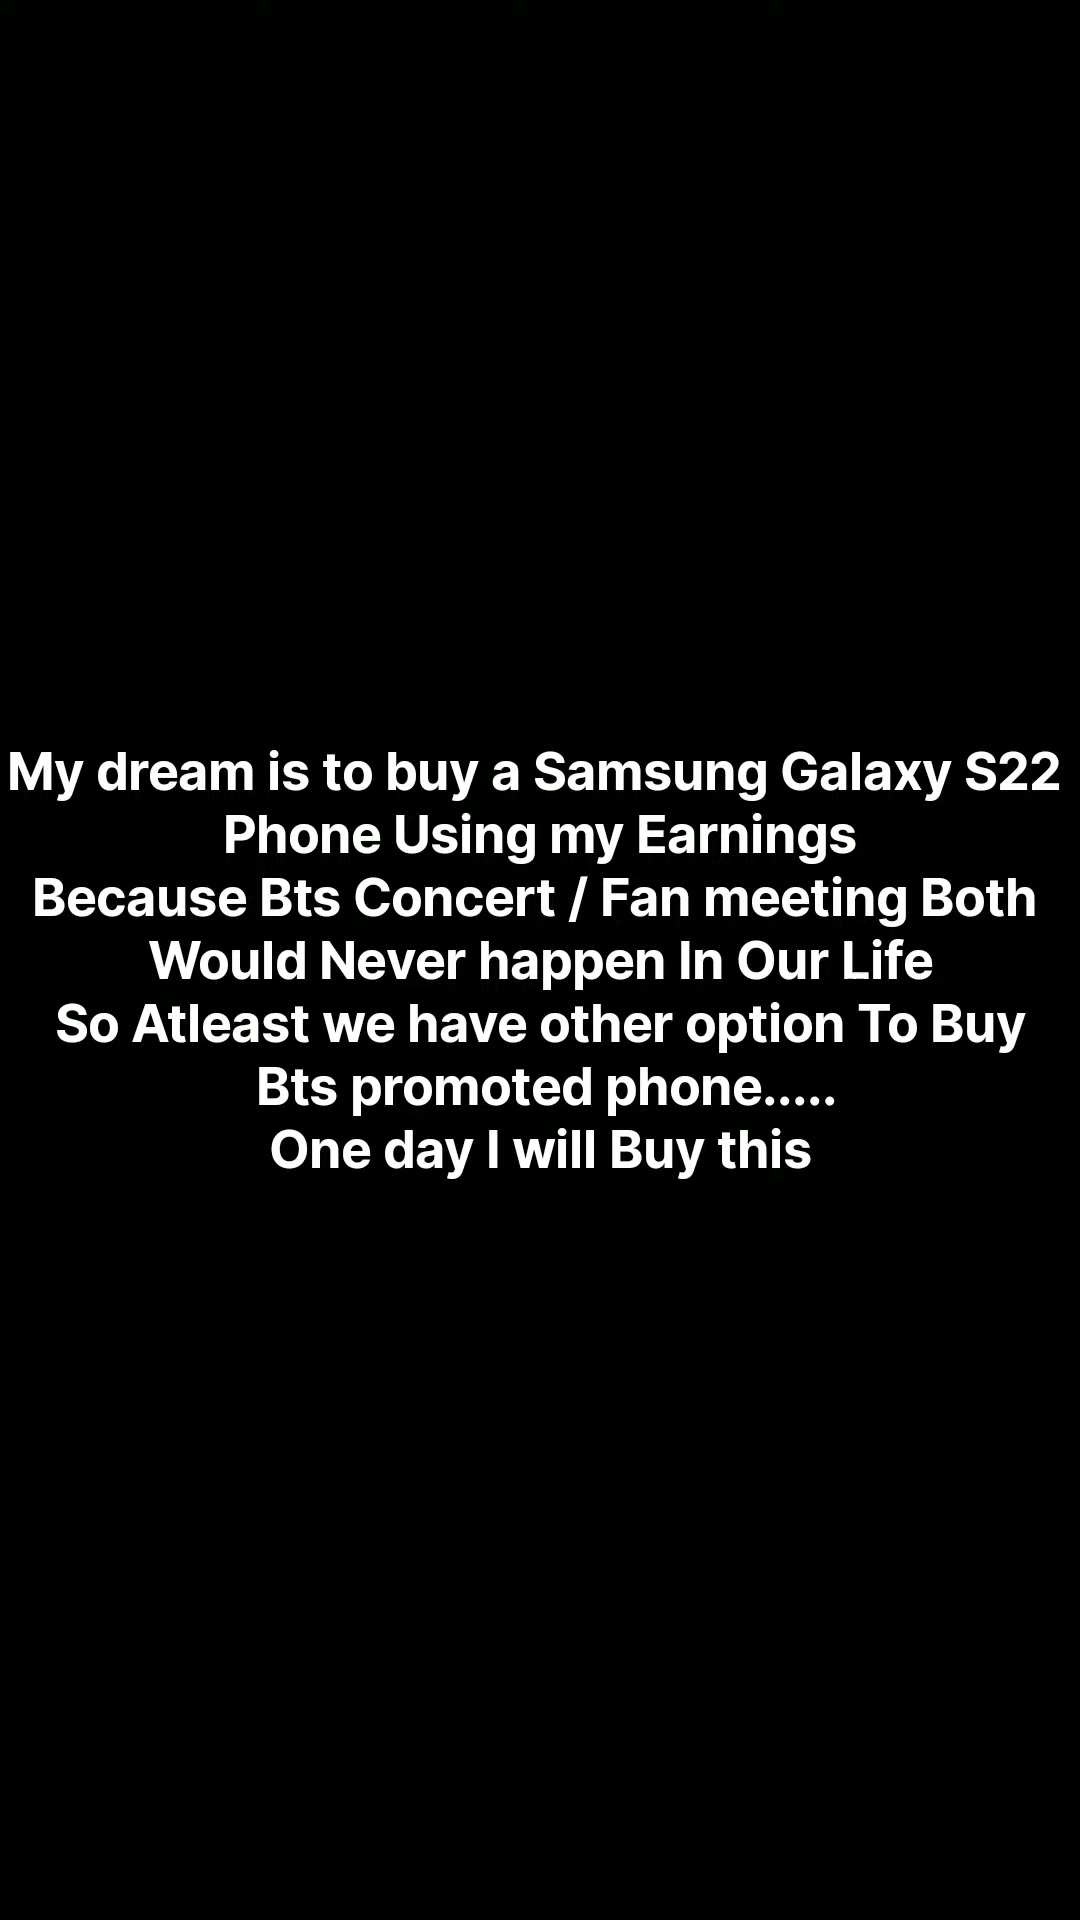 My dream is to buy a Samsung Galaxy S22
Phone Using my Earnings
Because Bts Concert / Fan meeting Both
Would Never happen In Our Life
So Atleast we have other option To Buy
Bts promoted phone.....
One day I will Buy this